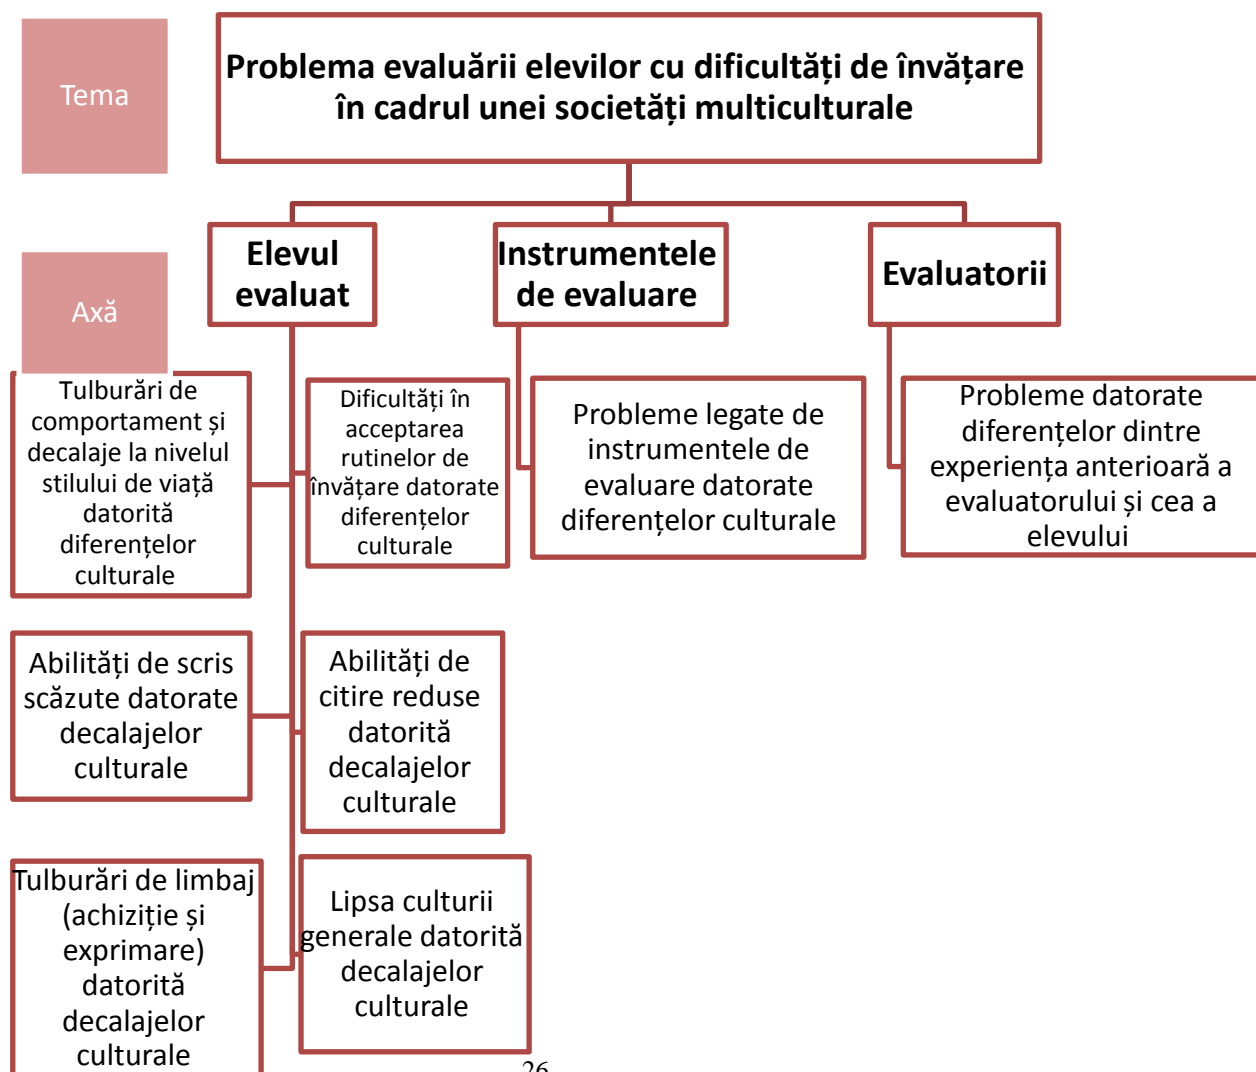 Tema
Problema evaluării elevilor cu dificultăți de învățare
în cadrul unei societăți multiculturale
Axă
Elevul
evaluat
Instrumentele
de evaluare
Evaluatorii
Tulburări de
comportament și
decalaje la nivelul
stilului de viață
datorită
diferențelor
culturale
Dificultăți în
acceptarea
rutinelor de
învățare datorate
diferențelor
culturale
Probleme legate de
instrumentele de
evaluare datorate
diferențelor culturale
Probleme datorate
diferențelor dintre
experiența anterioară a
evaluatorului și cea a
elevului
Abilități de scris
scăzute datorate
decalajelor
culturale
Abilități de
citire reduse
datorită
decalajelor
culturale
Tulburări de limbaj
(achiziție și
exprimare)
datorită
decalajelor
culturale
Lipsa culturii
generale datorită
decalajelor
culturale
26